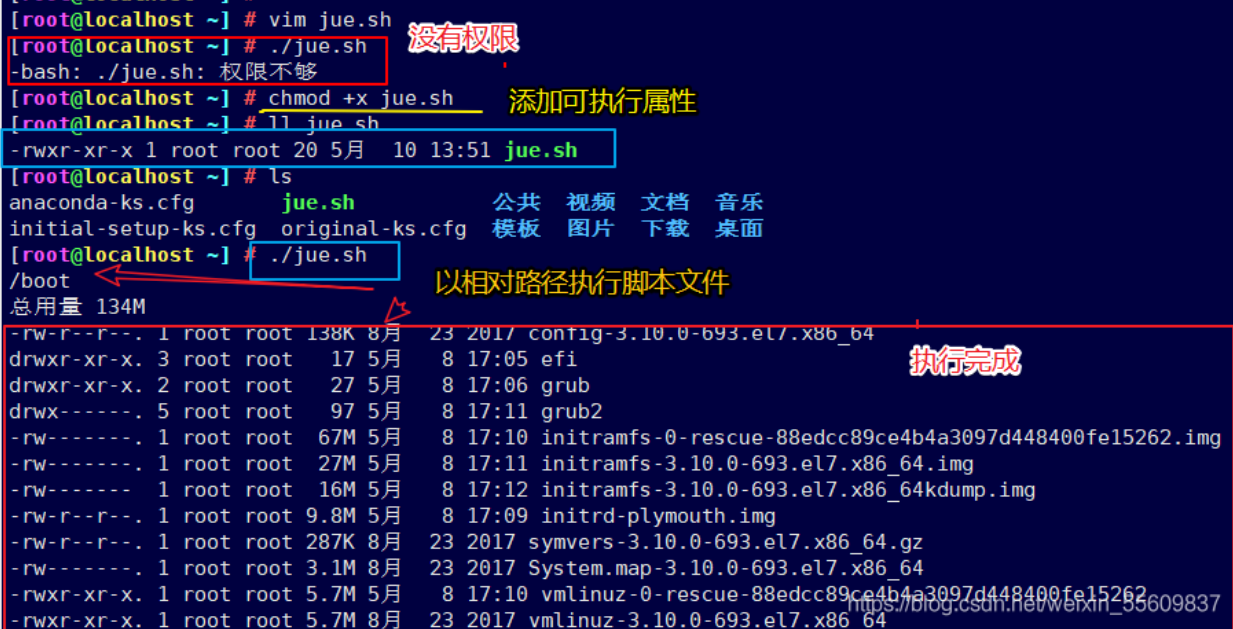 [root@localhost ~] # vim jue.sh
没有权限
[root@localhost ~] # ./jue.sh
-bash: ./jue.sh: 权限不够
[root@localhost ~] # chmod +x jue.sh
添加可执行属性
[root@localhost ~] # ll jue.sh
-rwxr-xr-x 1 root root 20 5月 10 13:51 jue.sh
[root@localhost ~] # ls
anaconda-ks.cfg jue.sh 公共 视频 文档 音乐
initial-setup-ks.cfg original-ks.cfg 模板 图片 下载 桌面
[root@localhost ~] # ./jue.sh
/boot
以相对路径执行脚本文件
总用量 134M
-rw-r--r--. 1 root root 138K 8月 23 2017 config-3.10.0-693.el7.x86_64
执行完成
drwxr-xr-x. 3 root root 17 5月 8 17:05 efi
drwxr-xr-x. 2 root root 27 5月 8 17:06 grub
drwx------. 5 root root 97 5月 8 17:11 grub2
-rw-------. 1 root root 67M 5月 8 17:10 initramfs-0-rescue-88edcc89ce4b4a3097d448400fe15262.img
-rw-------. 1 root root 27M 5月 8 17:11 initramfs-3.10.0-693.el7.x86_64.img
-rw------- 1 root root 16M 5月 8 17:12 initramfs-3.10.0-693.el7.x86_64kdump.img
-rw-r--r--. 1 root root 9.8M 5月 8 17:09 initrd-plymouth.img
-rw-r--r--. 1 root root 287K 8月 23 2017 symvers-3.10.0-693.el7.x86_64.gz
-rw-------. 1 root root 3.1M 8月 23 2017 System.map-3.10.0-693.el7.x86_64
-rwxr-xr-x. 1 root root 5.7M 5月 8 17:10 vmlinuz-0-rescue-88edcc89ce4b4a3097d448400fe15262
https://blog.csdn.net/weixin_55609837
-rwxr-xr-x. 1 root root 5.7M 8月 23 2017 vmlinuz-3.10.0-693.el7.x86_64